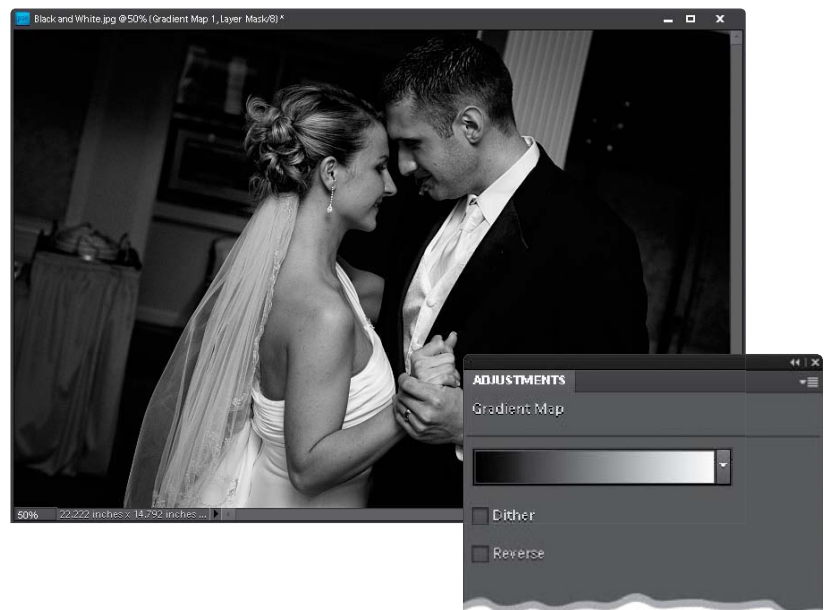 Black and White.jpg @ 50% (Gradient Map 1, Layer Mask/8) *
50%
22.222 inches x 14.792 inches ...
ADJUSTMENTS
Gradient Map
Dither
Reverse